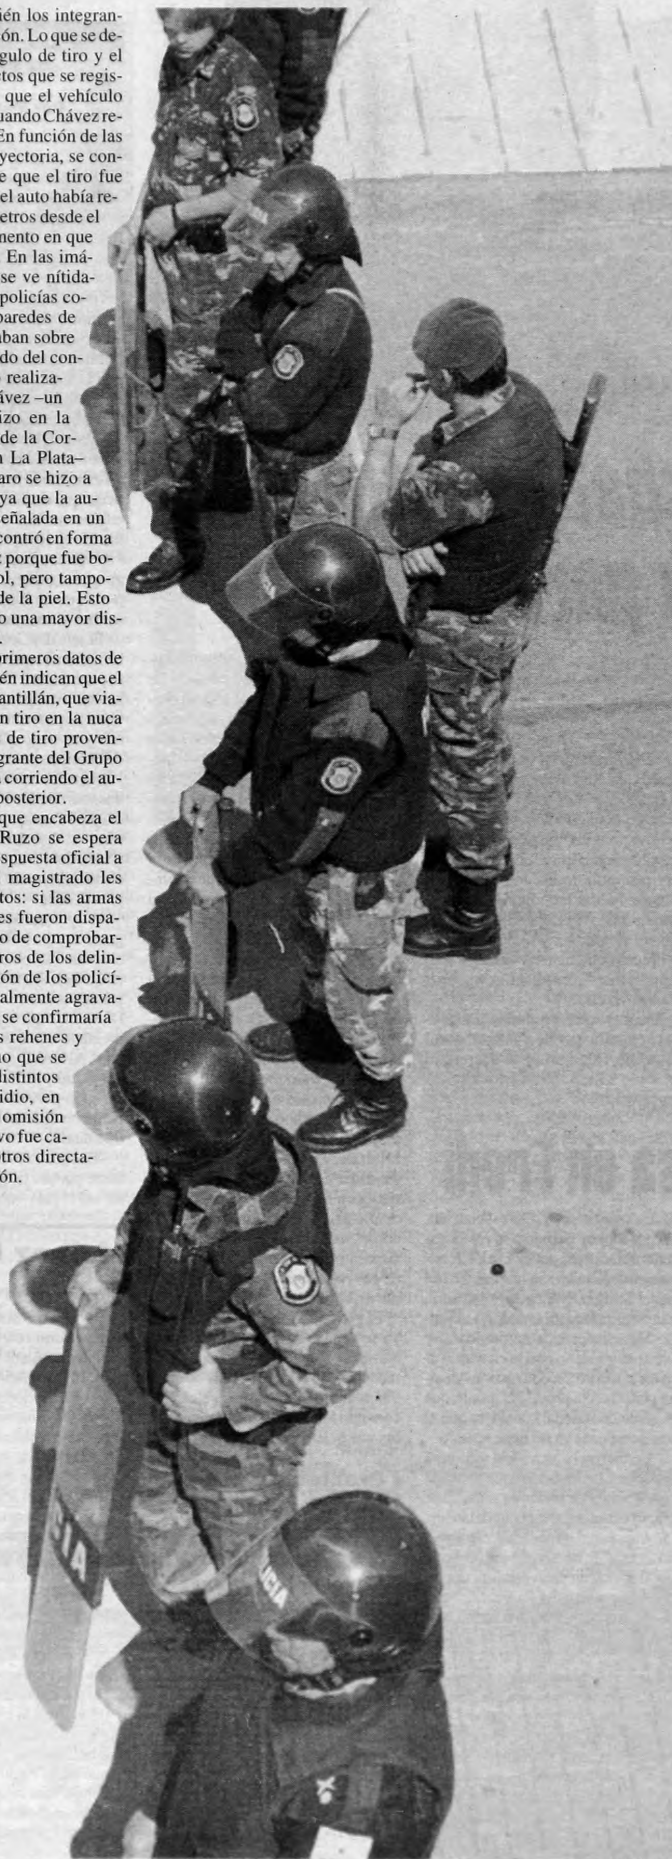 ién los integran-
ón. Lo que se de-
gulo de tiro y el
ctos que se regis-
que el vehículo
uando Chávez re-
En función de las
yectoria, se con-
e que el tiro fue
el auto había re-
etros desde el
mento en que
. En las imá-
se ve nítida-
policías co-
paredes de
aban sobre
do del con-
realiza-
ávez –un
izo en la
de la Cor-
La Plata–
aro se hizo a
ya que la au-
eñalada en un
contró en forma
porque fue bo-
ol, pero tampo-
de la piel. Esto
o una mayor dis-
.
primeros datos de
én indican que el
antillán, que via-
n tiro en la nuca
de tiro proven-
grante del Grupo
corriendo el au-
posterior.
que encabeza el
Ruzo se espera
spuesta oficial a
magistrado les
tos: si las armas
es fueron dispa-
o de comprobar-
ros de los delin-
ón de los policí-
almente agrava-
se confirmaría
s rehenes y
o que se
distintos
idio, en
omisión
vo fue ca-
tros directa-
ón.
CIA
LICIA